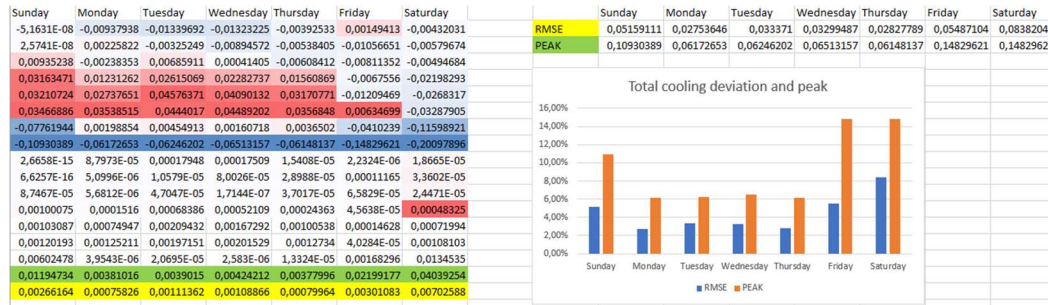 Sunday Monday Tuesday Wednesday Thursday Friday Saturday
-5,1631E-08 -0,00937938 -0,01339692 -0,01323225 -0,00392533 0,00149413 -0,00432031
2,5741E-08 0,00225822 -0,00325249 -0,00894572 -0,00538405 -0,01056651 -0,00579674
0,00935238 -0,00238353 0,00685911 0,00041405 -0,00608412 -0,00811352 -0,00494684
0,03163471 0,01231262 0,02615069 0,02282737 0,01560869 -0,0067556 -0,02198293
0,03210724 0,02737651 0,04576371 0,04090132 0,03170771 -0,01209469 -0,0268317
0,03466886 0,03538515 0,0444017 0,04489202 0,0356848 0,00634699 -0,03287905
-0,07761944 0,00198854 0,00454913 0,00160718 0,0036502 -0,0410239 -0,11598921
-0,10930389 -0,06172653 -0,06246202 -0,06513157 -0,06148137 -0,14829621 -0,20097896
2,6658E-15 8,7973E-05 0,00017948 0,00017509 1,5408E-05 2,2324E-06 1,8665E-05
6,6257E-16 5,0996E-06 1,0579E-05 8,0026E-05 2,8988E-05 0,00011165 3,3602E-05
8,7467E-05 5,6812E-06 4,7047E-05 1,7144E-07 3,7017E-05 6,5829E-05 2,4471E-05
0,00100075 0,0001516 0,00068386 0,00052109 0,00024363 4,5638E-05 0,00048325
0,00103087 0,00074947 0,00209432 0,00167292 0,00100538 0,00014628 0,00071994
0,00120193 0,00125211 0,00197151 0,00201529 0,0012734 4,0284E-05 0,00108103
0,00602478 3,9543E-06 2,0695E-05 2,583E-06 1,3324E-05 0,00168296 0,0134535
0,01194734 0,00381016 0,0039015 0,00424212 0,00377996 0,02199177 0,04039254
0,00266164 0,00075826 0,00111362 0,00108866 0,00079964 0,00301083 0,00702588
Sunday Monday Tuesday Wednesday Thursday Friday Saturday
RMSE 0,05159111 0,02753646 0,033371 0,03299487 0,02827789 0,05487104 0,0838204
PEAK 0,10930389 0,06172653 0,06246202 0,06513157 0,06148137 0,14829621 0,1482962
Total cooling deviation and peak
16,00%
14,00%
12,00%
10,00%
8,00%
6,00%
4,00%
2,00%
0,00%
Sunday Monday Tuesday Wednesday Thursday Friday Saturday
RMSE PEAK